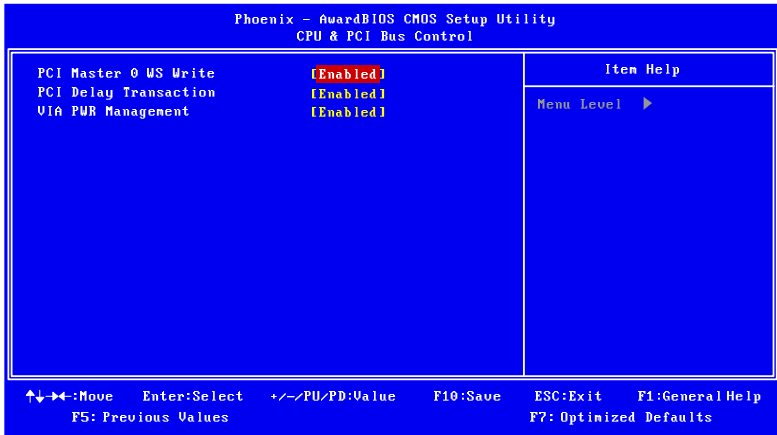 Phoenix – AwardBIOS CMOS Setup Utility
CPU & PCI Bus Control
PCI Master 0 WS Write [Enabled]
PCI Delay Transaction [Enabled]
VIA PWR Management [Enabled]
Item Help
Menu Level ▶
↑↓→←:Move Enter:Select +/-/PU/PD:Value F10:Save ESC:Exit F1:General Help
F5: Previous Values F7: Optimized Defaults